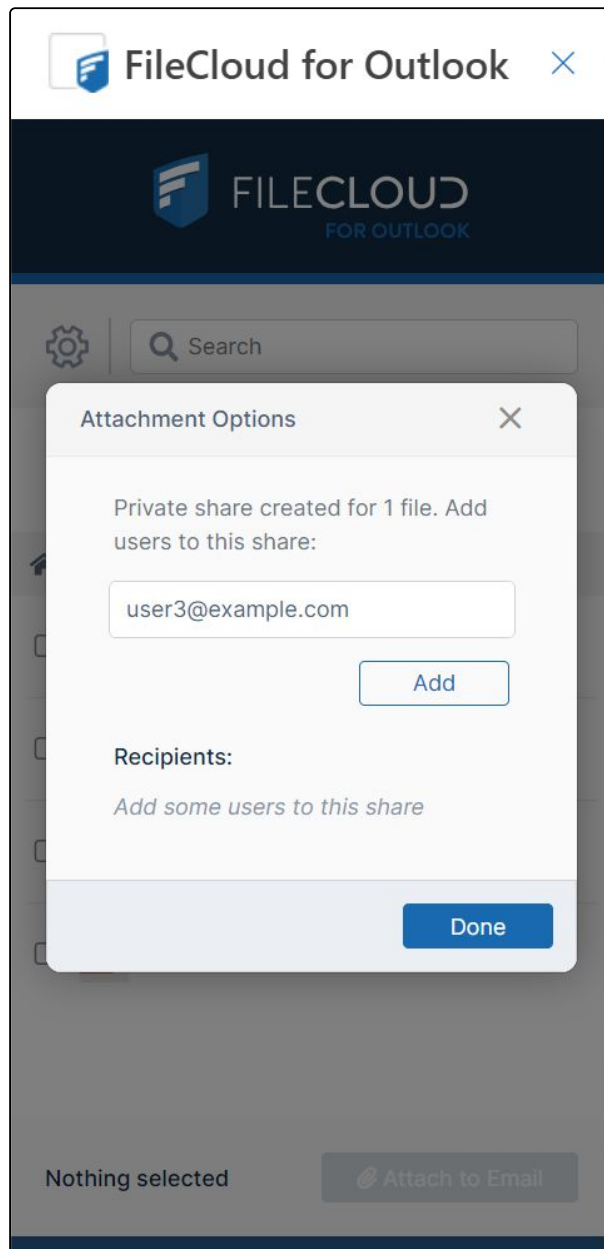 FileCloud for Outlook
FILECLOUD
FOR OUTLOOK
Search
Attachment Options
Private share created for 1 file. Add
users to this share:
user3@example.com
Add
Recipients:
Add some users to this share
Done
Nothing selected
Attach to Email